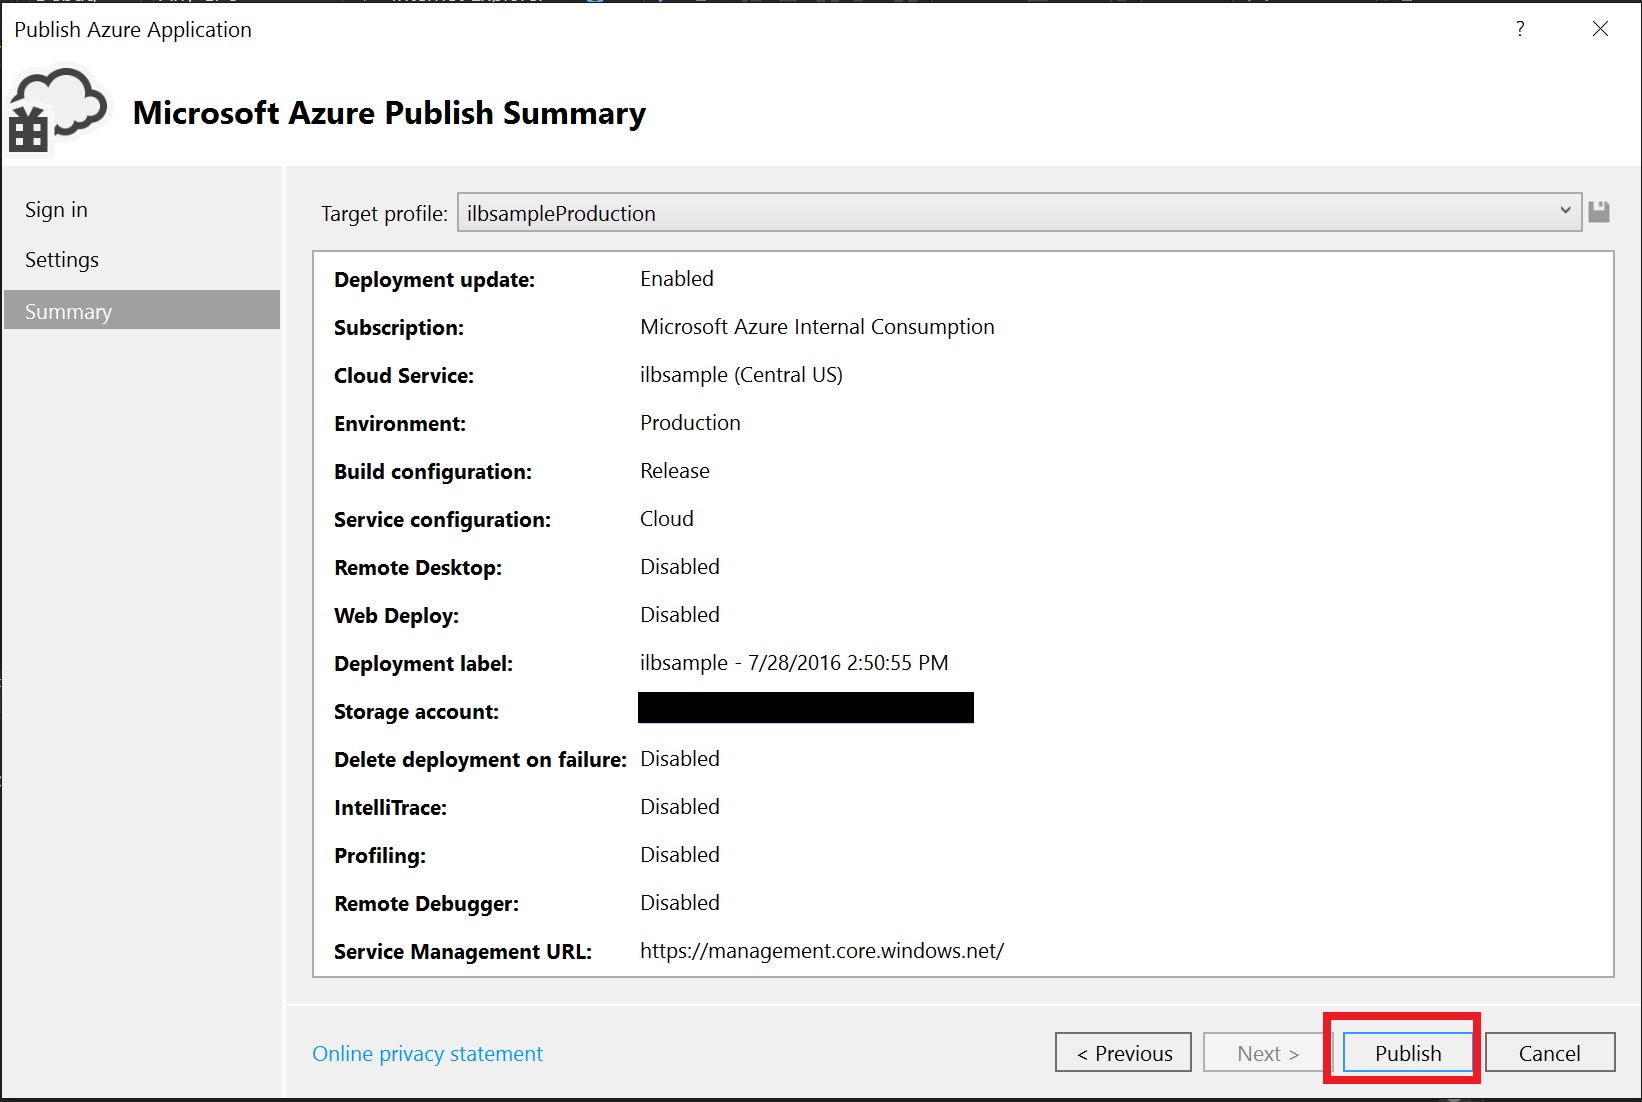 Publish Azure Application
?
Microsoft Azure Publish Summary
Sign in
Settings
Summary
Target profile: ilbsampleProduction
Deployment update: Enabled
Subscription: Microsoft Azure Internal Consumption
Cloud Service: ilbsample (Central US)
Environment: Production
Build configuration: Release
Service configuration: Cloud
Remote Desktop: Disabled
Web Deploy: Disabled
Deployment label: ilbsample - 7/28/2016 2:50:55 PM
Storage account:
Delete deployment on failure: Disabled
IntelliTrace: Disabled
Profiling: Disabled
Remote Debugger: Disabled
Service Management URL: https://management.core.windows.net/
Online privacy statement
< Previous Next > Publish Cancel